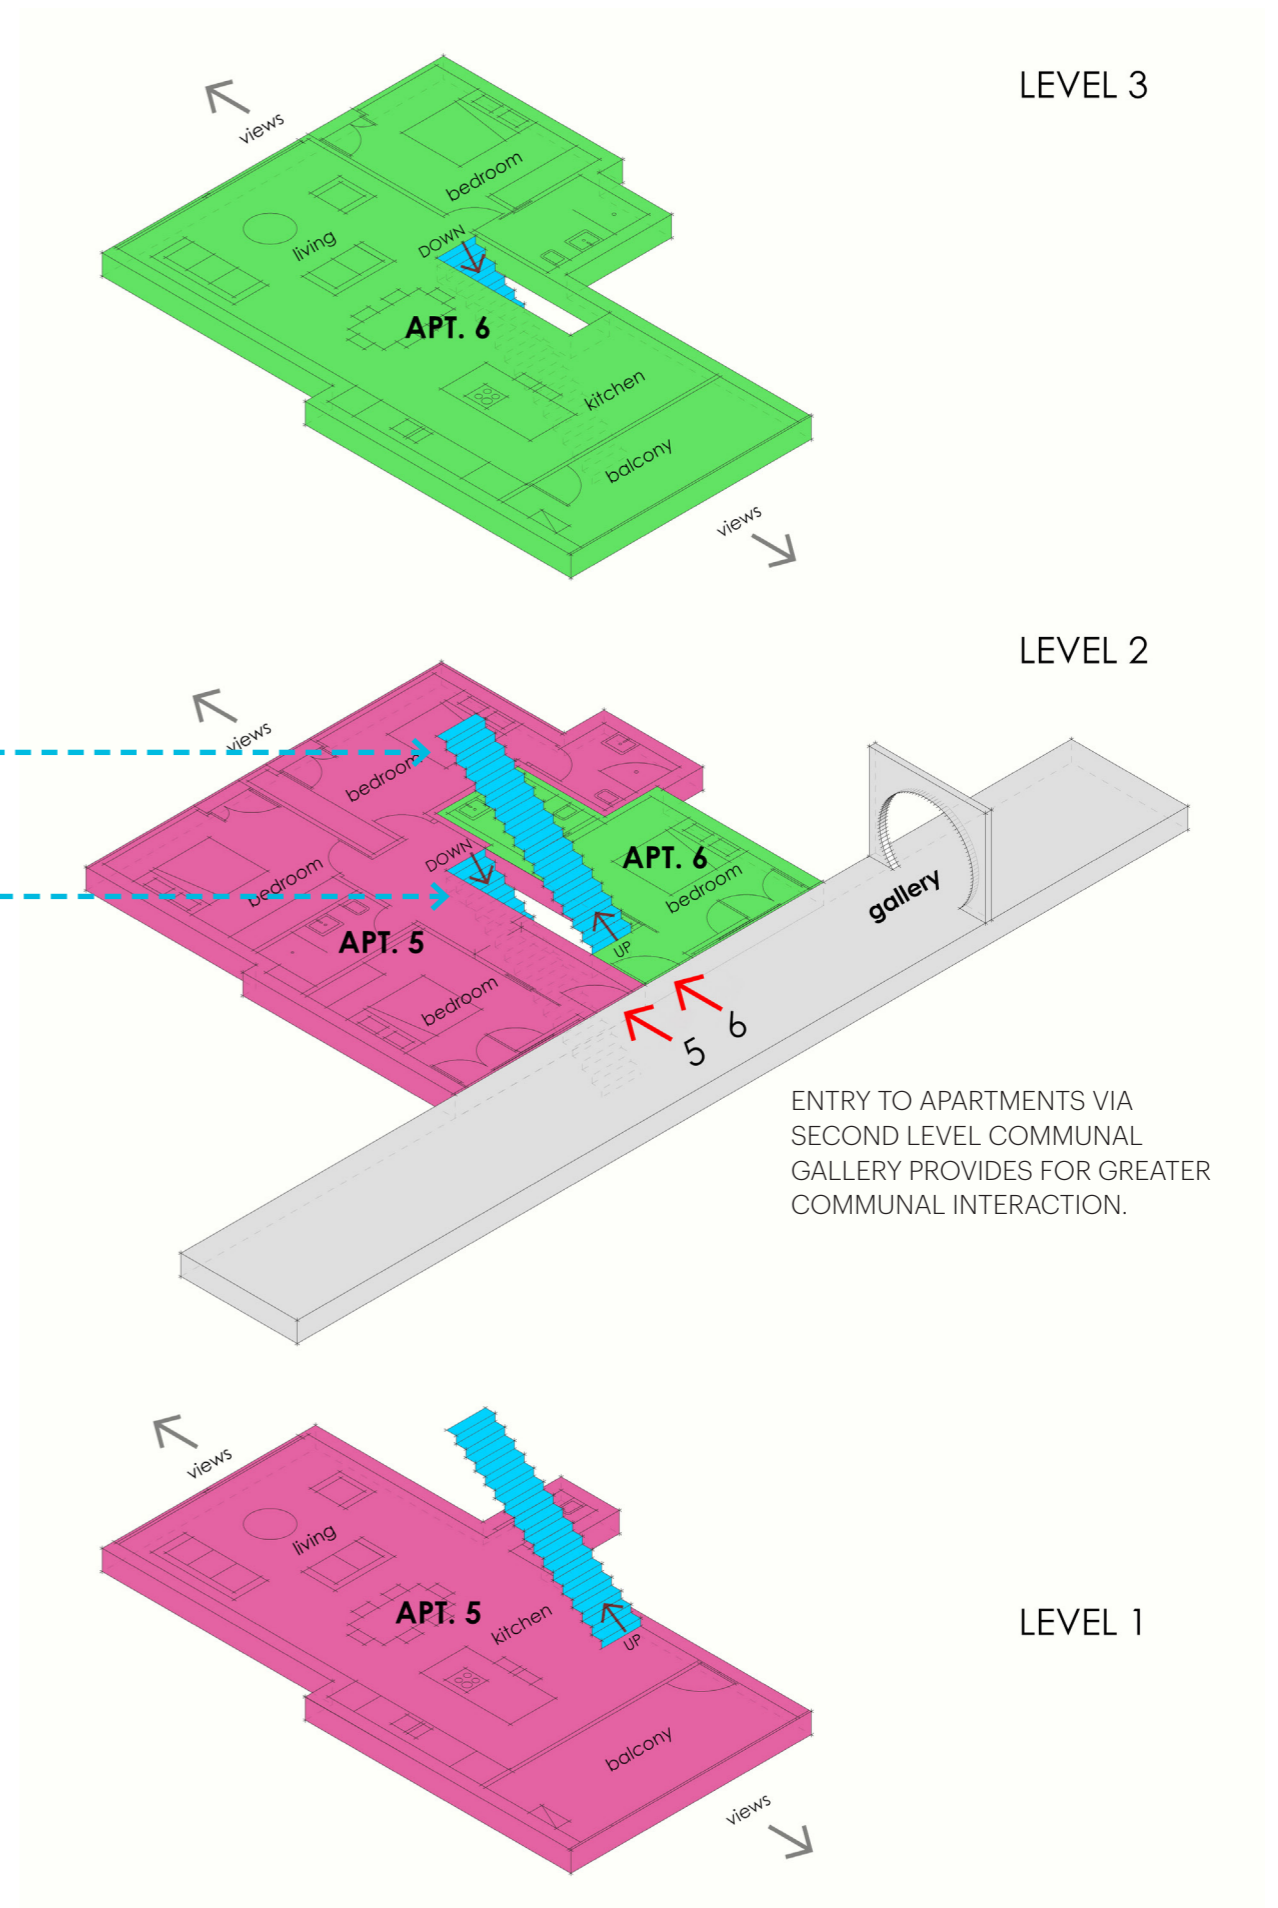 LEVEL 3
views
bedroom
living
DOWN
APT. 6
kitchen
balcony
views
LEVEL 2
views
bedroom
DOWN
APT. 6
bedroom
bedroom
gallery
APT. 5
UP
bedroom
5 6
ENTRY TO APARTMENTS VIA
SECOND LEVEL COMMUNAL
GALLERY PROVIDES FOR GREATER
COMMUNAL INTERACTION.
views
living
APT. 5
kitchen
LEVEL 1
UP
balcony
views